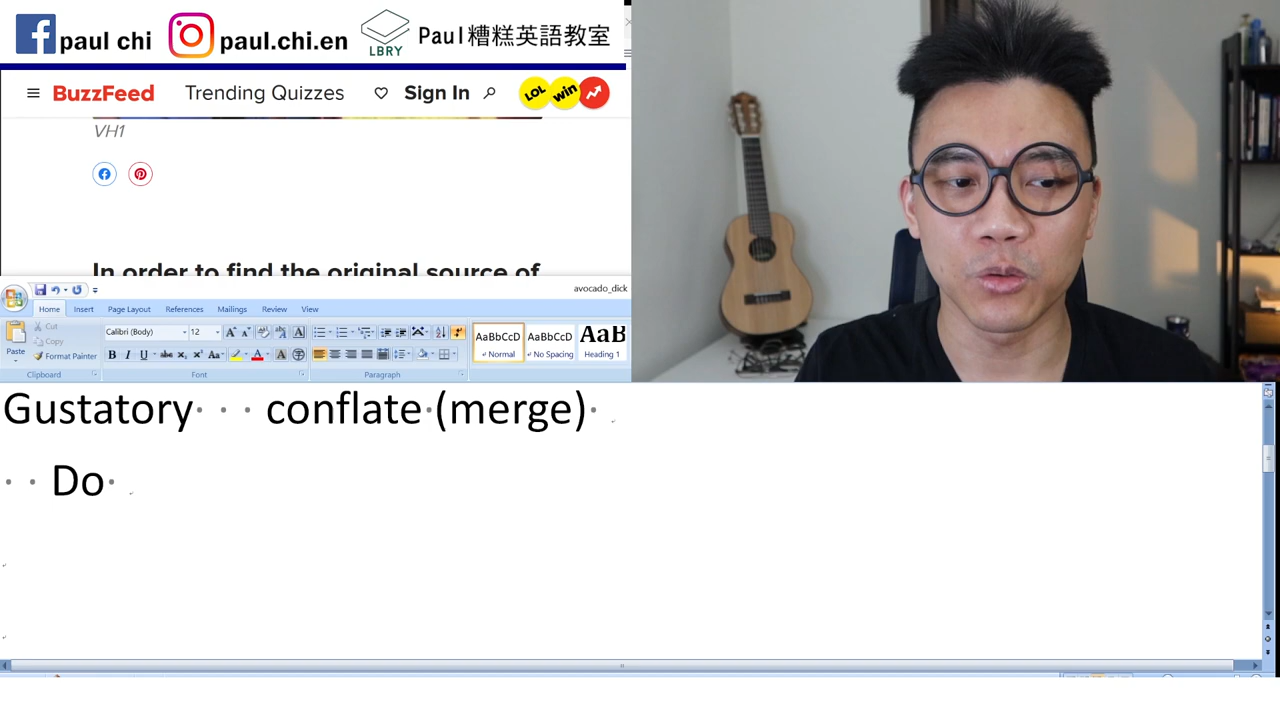 paul chi
paul.chi.en
LBRY
Paul糟糕英語教室
BuzzFeed
Trending Quizzes
Sign In
LOL
win
VH1
In order to find the original source of
avocado_dick
Home
Insert
Page Layout
References
Mailings
Review
View
Paste
Cut
Copy
Format Painter
Clipboard
Calibri (Body)
12
Font
Paragraph
AaBbCcD
Normal
AaBbCcD
No Spacing
AaB
Heading 1
Gustatory conflate (merge)
Do